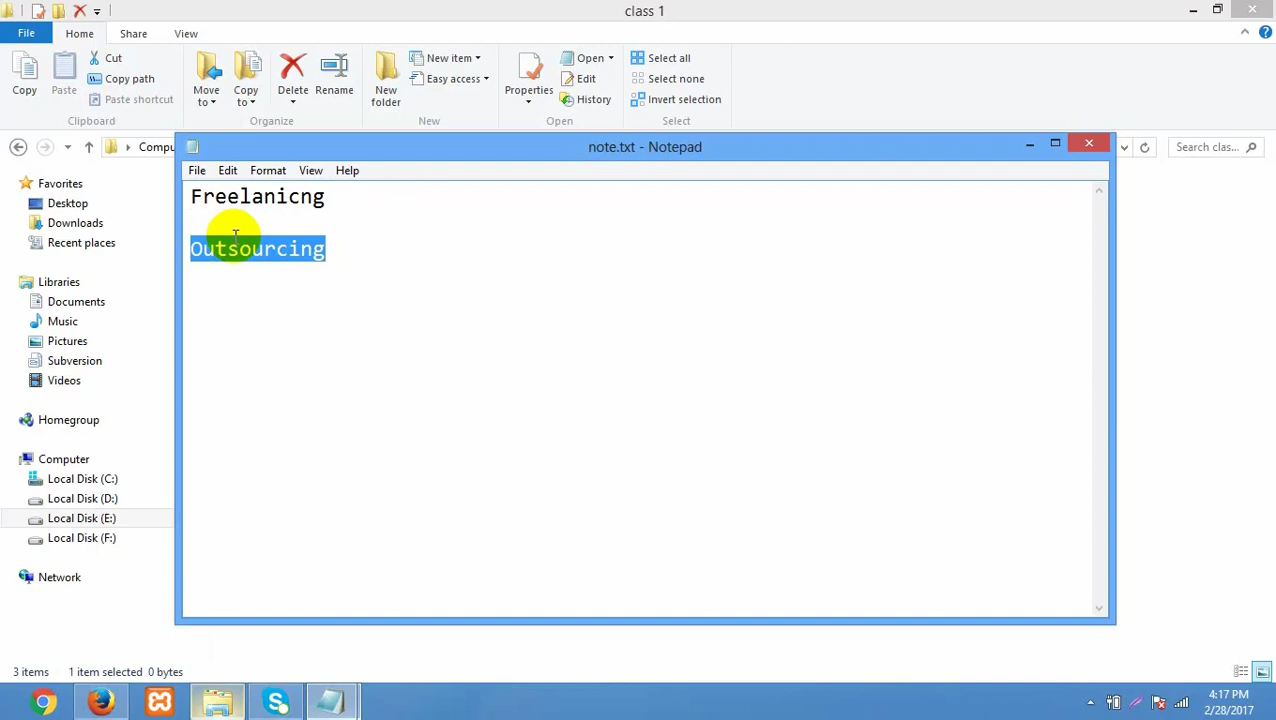 class 1
File Home Share View
Copy Paste Cut Copy path Paste shortcut Move to Copy to Delete Rename New folder New item Easy access Properties Open Edit History Select all Select none Invert selection
Clipboard Organize New Open Select
Compu Search clas...
note.txt - Notepad
File Edit Format View Help
Freelanicng
Outsourcing
Favorites
Desktop
Downloads
Recent places
Libraries
Documents
Music
Pictures
Subversion
Videos
Homegroup
Computer
Local Disk (C:)
Local Disk (D:)
Local Disk (E:)
Local Disk (F:)
Network
3 items 1 item selected 0 bytes
4:17 PM
2/28/2017